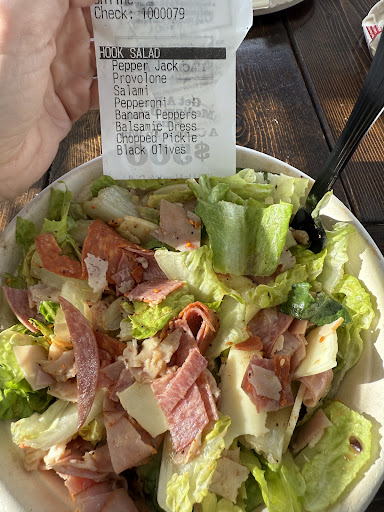 Check: 1000079
HOOK SALAD
Pepper Jack
Provolone
Salami
Pepperoni
Banana Peppers
Balsamic Dress
Chopped Pickle
Black Olives